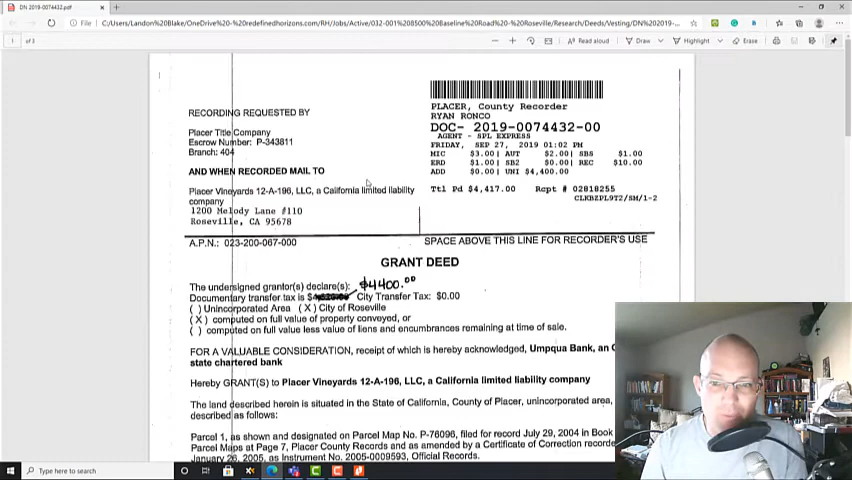 DN 2019-0074432.pdf
File | C:/Users/Landon%20Blake/OneDrive%20-%20redefinedhorizons.com/RH/Jobs/Active/032-001%208500%20Baseline%20Road%20-%20Roseville/Research/Deeds/Vesting/DN%202019-...
1 of 3
Read aloud Draw Highlight Erase
RECORDING REQUESTED BY
Placer Title Company
Escrow Number: P-343811
Branch: 404
AND WHEN RECORDED MAIL TO
Placer Vineyards 12-A-196, LLC, a California limited liability
company
1200 Melody Lane #110
Roseville, CA 95678
A.P.N.: 023-200-067-000
PLACER, County Recorder
RYAN RONCO
DOC- 2019-0074432-00
AGENT - SPL EXPRESS
FRIDAY, SEP 27, 2019 01:02 PM
MIC $3.00 | AUT $2.00 | SBS $1.00
ERD $1.00 | SB2 $0.00 | REC $10.00
ADD $0.00 | UNI $4,400.00
Ttl Pd $4,417.00 Rcpt # 02818255
CLKBZPL9T2/SM/1-2
SPACE ABOVE THIS LINE FOR RECORDER'S USE
GRANT DEED
The undersigned grantor(s) declare(s): $4400.00
Documentary transfer tax is City Transfer Tax: $0.00
( ) Unincorporated Area (X) City of Roseville
(X) computed on full value of property conveyed, or
( ) computed on full value less value of liens and encumbrances remaining at time of sale.
FOR A VALUABLE CONSIDERATION, receipt of which is hereby acknowledged, Umpqua Bank, an
state chartered bank
Hereby GRANT(S) to Placer Vineyards 12-A-196, LLC, a California limited liability company
The land described herein is situated in the State of California, County of Placer, unincorporated area,
described as follows:
Parcel 1, as shown and designated on Parcel Map No. P-76096, filed for record July 29, 2004 in Book
Parcel Maps at Page 7, Placer County Records and as amended by a Certificate of Correction
January 26, 2005, as Instrument No. 2005-0009593, Official Records.
Type here to search